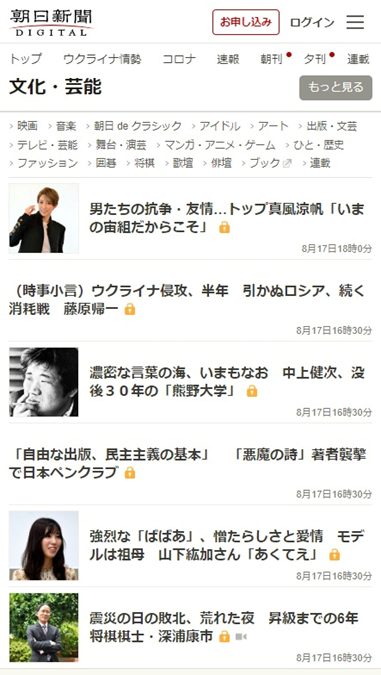 朝日新聞
DIGITAL
お申し込み ログイン
トップ ウクライナ情勢 コロナ 速報 朝刊 夕刊 連載
文化・芸能 もっと見る
› 映画 › 音楽 › 朝日 de クラシック › アイドル › アート › 出版・文芸
› テレビ・芸能 › 舞台・演芸 › マンガ・アニメ・ゲーム › ひと・歴史
› ファッション › 囲碁 › 将棋 › 歌壇 › 俳壇 › ブック › 連載
男たちの抗争・友情…トップ真風涼帆「いま
の宙組だからこそ」
8月17日18時0分
（時事小言）ウクライナ侵攻、半年 引かぬロシア、続く
消耗戦 藤原帰一
8月17日16時30分
濃密な言葉の海、いまもなお 中上健次、没
後３０年の「熊野大学」
8月17日16時30分
「自由な出版、民主主義の基本」 「悪魔の詩」著者襲撃
で日本ペンクラブ
8月17日16時30分
強烈な「ばばあ」、憎たらしさと愛情 モデ
ルは祖母 山下紘加さん「あくてえ」
8月17日16時30分
震災の日の敗北、荒れた夜 昇級までの6年
将棋棋士・深浦康市
8月17日16時30分